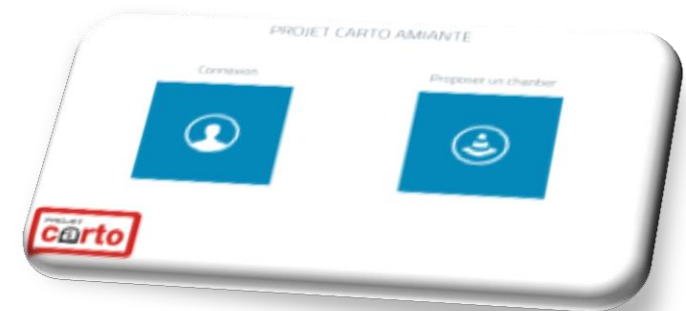 PROJET CARTO AMIANTE
Connexion
Proposer un chantier
PROJET
carto